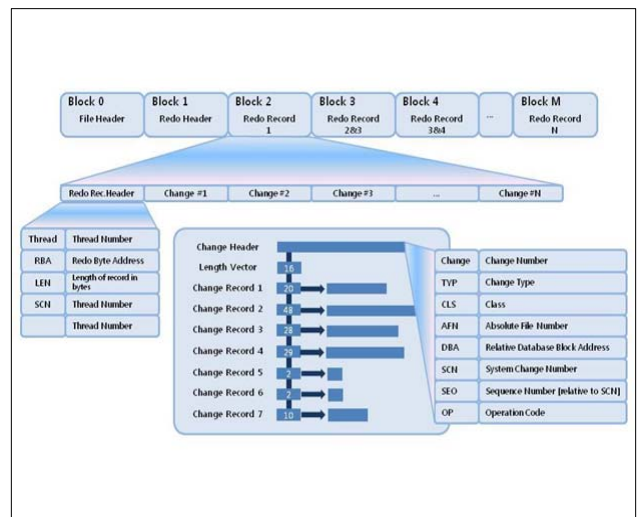 Block 0
File Header
Block 1
Redo Header
Block 2
Redo Record
1
Block 3
Redo Record
2&3
Block 4
Redo Record
3&4
...
Block M
Redo Record
N
Redo Rec.Header
Change #1
Change #2
Change #3
...
Change #N
Thread Thread Number
RBA Redo Byte Address
LEN Length of record in
bytes
SCN Thread Number
Thread Number
Change Header
Length Vector 16
Change Record 1 20
Change Record 2 48
Change Record 3 28
Change Record 4 29
Change Record 5 2
Change Record 6 2
Change Record 7 10
Change Change Number
TYP Change Type
CLS Class
AFN Absolute File Number
DBA Relative Database Block Address
SCN System Change Number
SEO Sequence Number [relative to SCN]
OP Operation Code